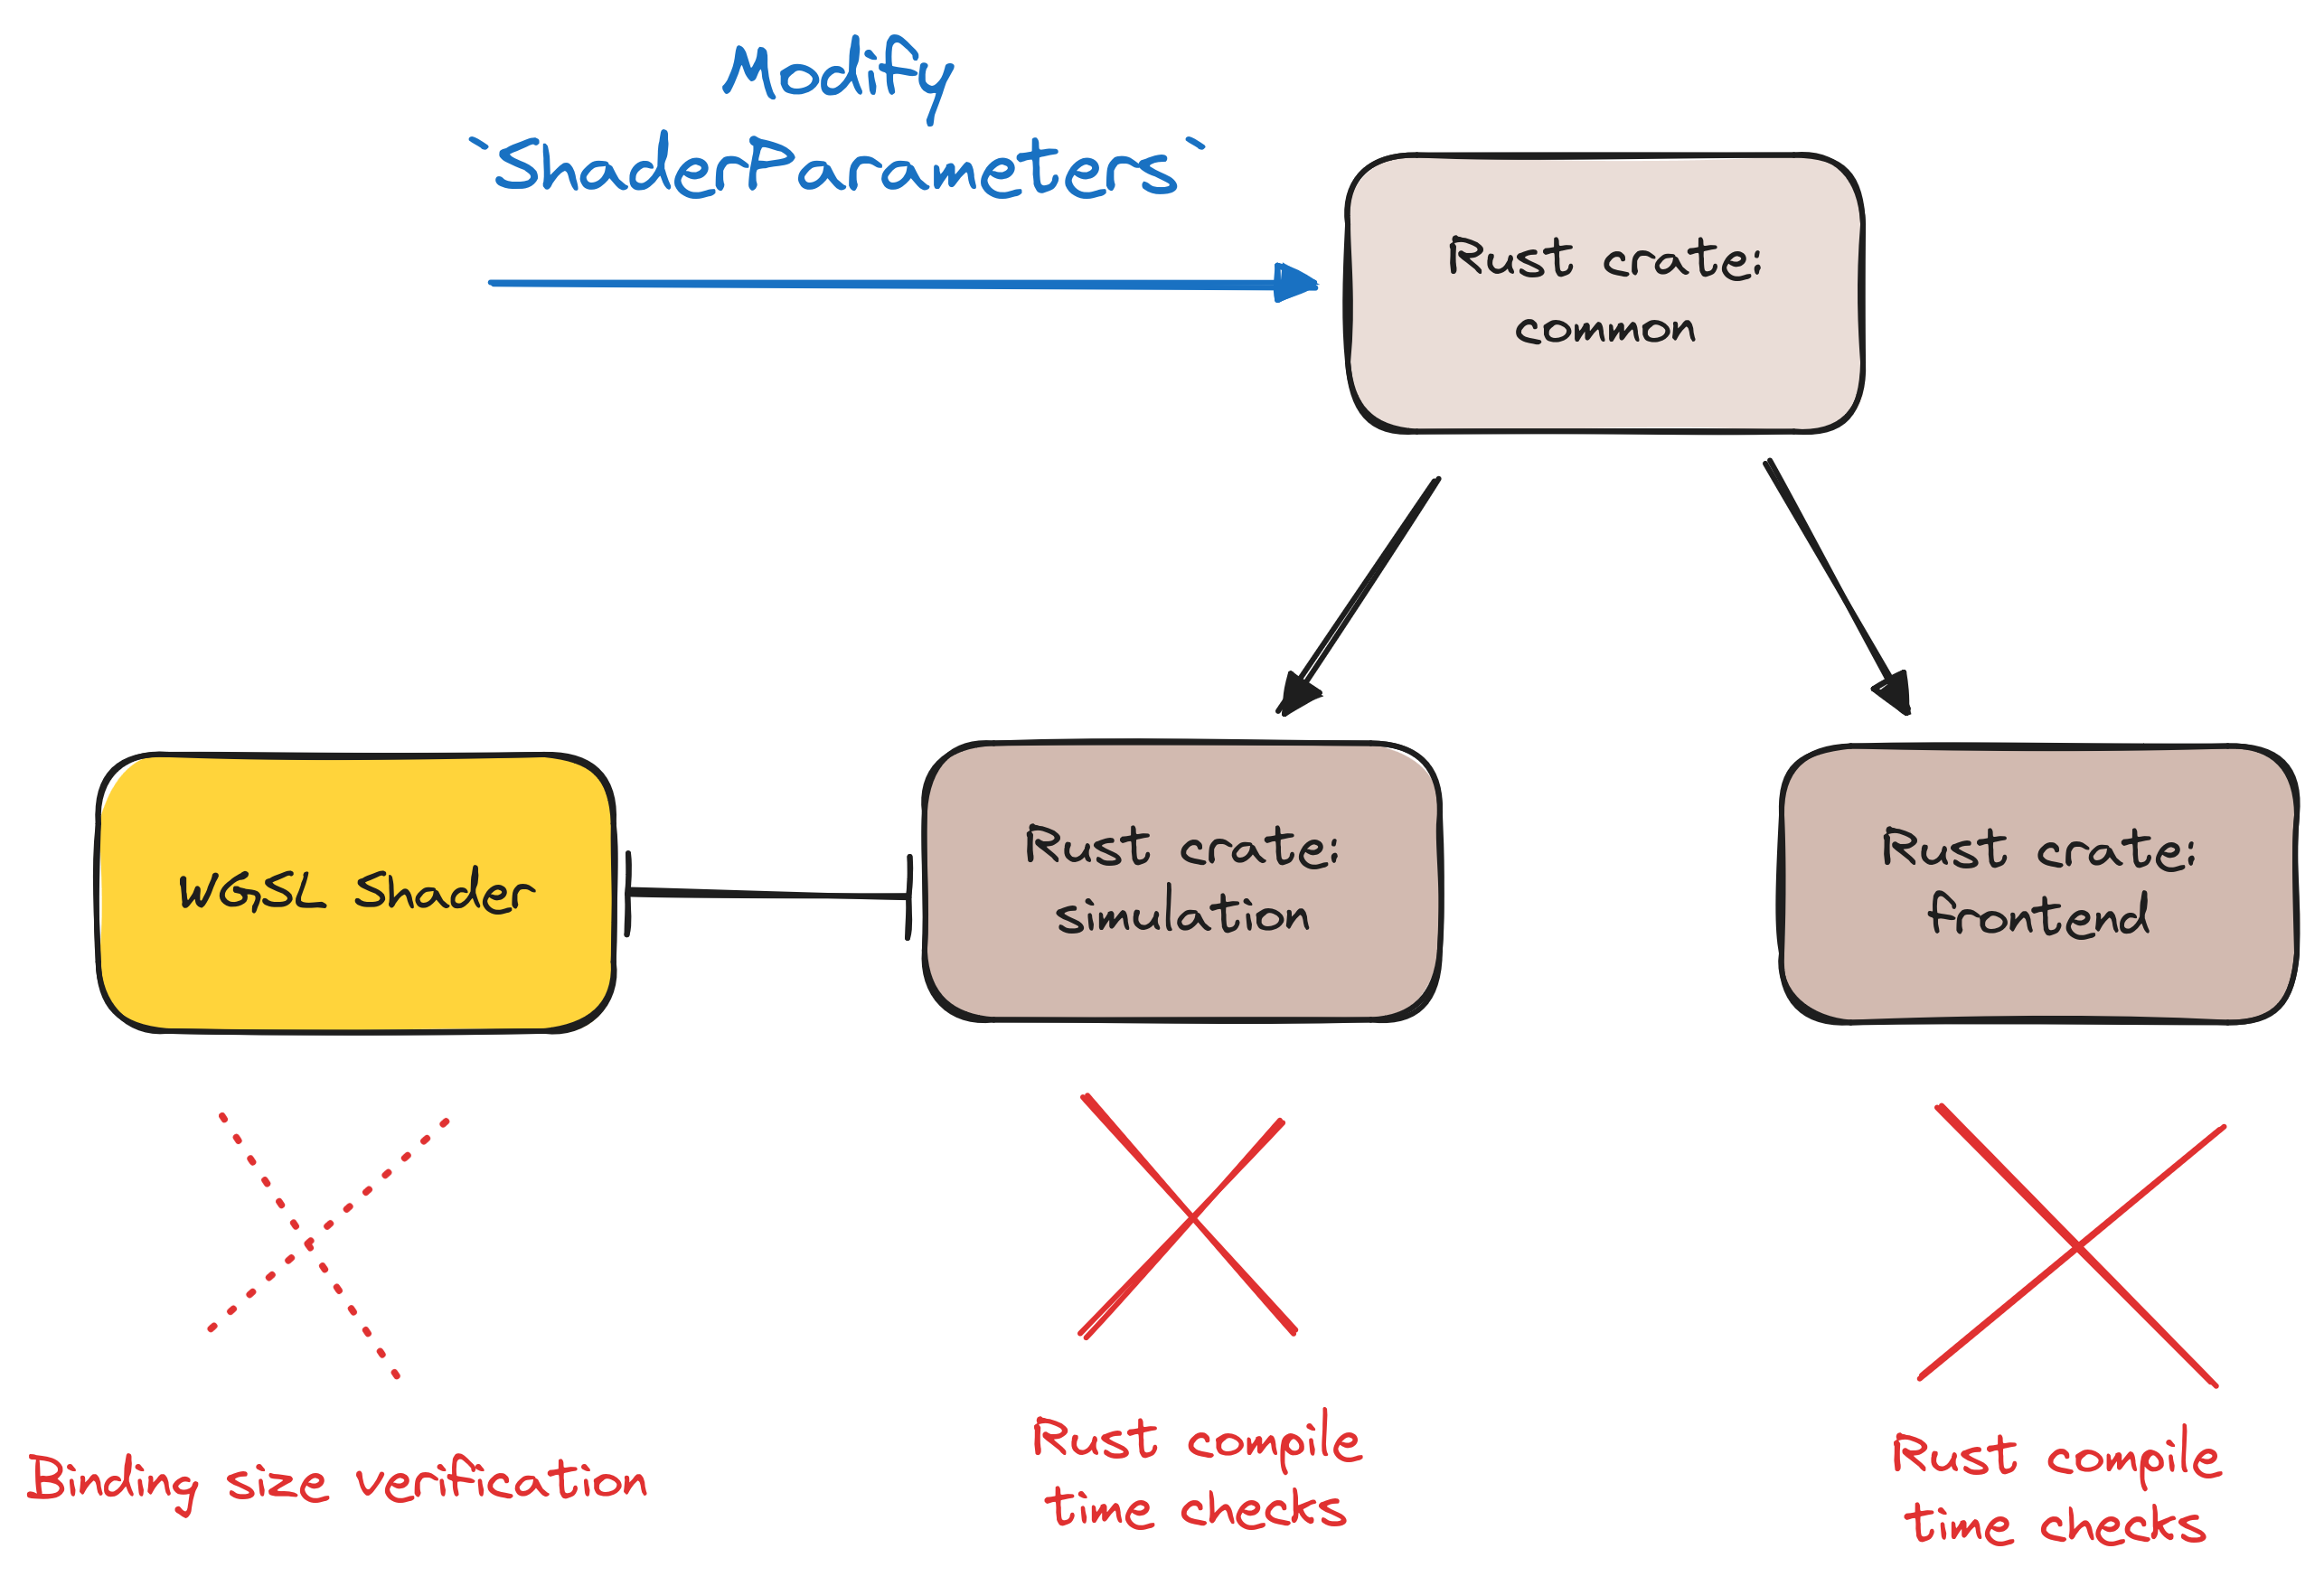 Modify
`ShaderParameters`
Rust crate:
common
WGSL Shader
Rust crate:
simulation
Rust crate:
frontend
Binding size verification
Rust compile
time checks
Rust compile
time checks